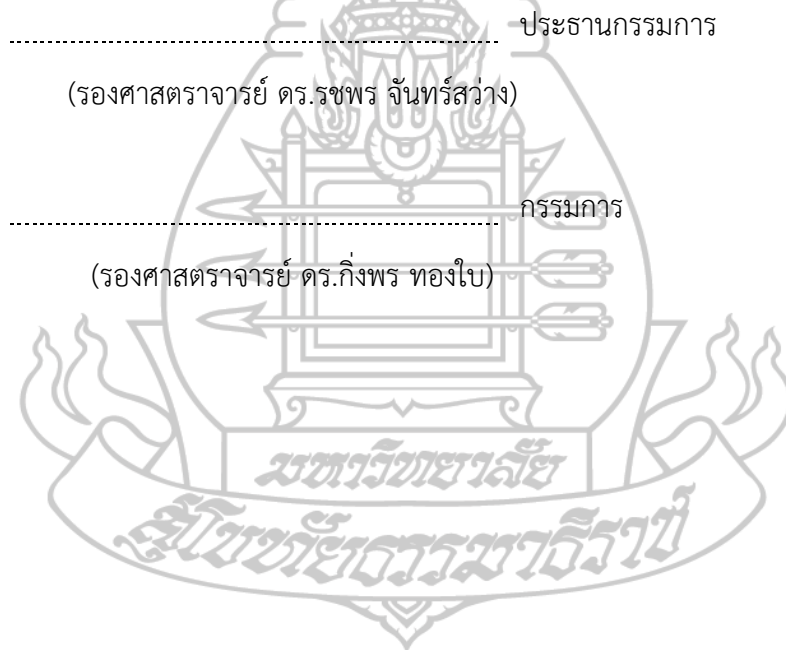 ประธานกรรมการ
(รองศาสตราจารย์ ดร.รชพร จันทร์สว่าง)
กรรมการ
(รองศาสตราจารย์ ดร.กิ่งพร ทองใบ)
มหาวิทยาลัย
สุโขทัยธรรมาธิราช